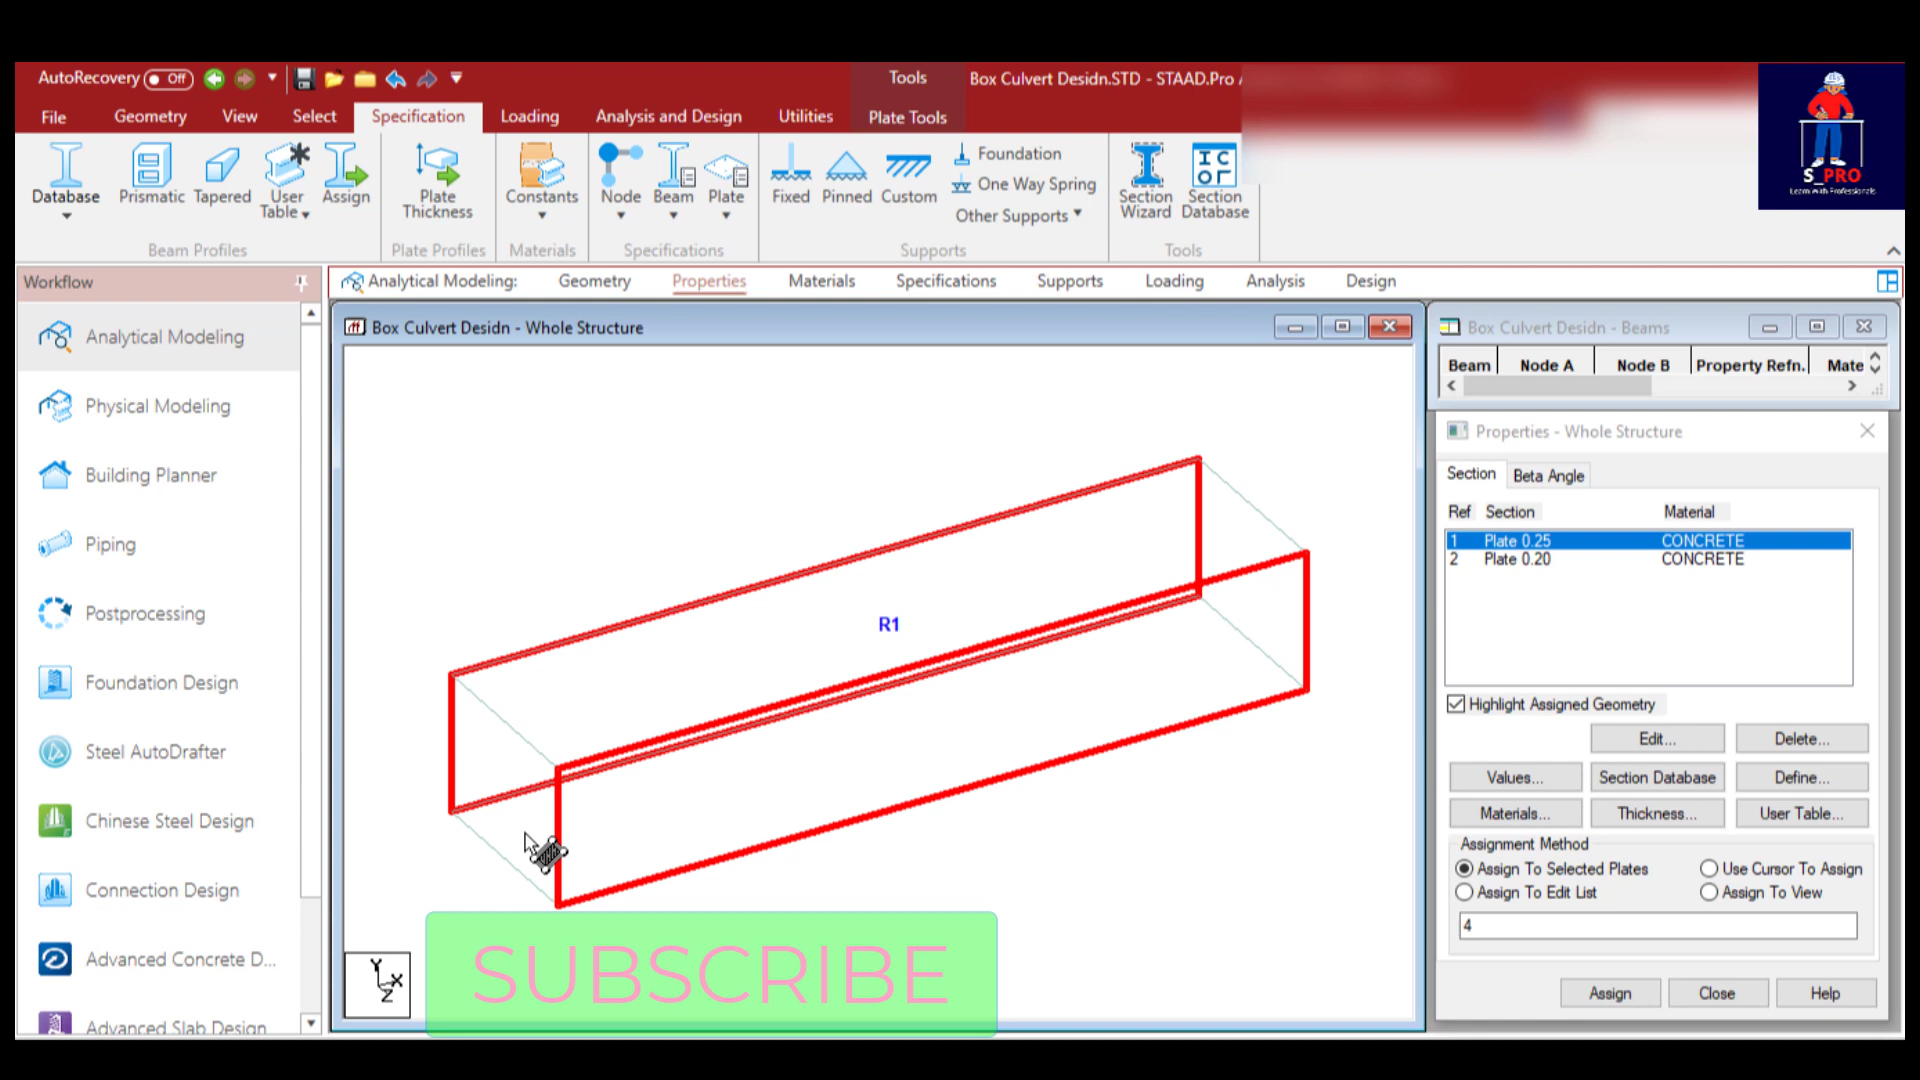 AutoRecovery Off
Tools
Box Culvert Desidn.STD - STAAD.Pro
File Geometry View Select Specification Loading Analysis and Design Utilities Plate Tools
Database Prismatic Tapered User Table Assign
Plate Thickness
Constants
Node Beam Plate
Fixed Pinned Custom
Foundation
One Way Spring
Other Supports
Section Wizard Section Database
Beam Profiles Plate Profiles Materials Specifications Supports Tools
S_PRO
Learn With Professionals
Workflow
Analytical Modeling: Geometry Properties Materials Specifications Supports Loading Analysis Design
Analytical Modeling
Physical Modeling
Building Planner
Piping
Postprocessing
Foundation Design
Steel AutoDrafter
Chinese Steel Design
Connection Design
Advanced Concrete D...
Advanced Slab Design
Box Culvert Desidn - Whole Structure
R1
Y
X
Z
SUBSCRIBE
Box Culvert Desidn - Beams
Beam Node A Node B Property Refn. Mate
Properties - Whole Structure
Section Beta Angle
Ref Section Material
1 Plate 0.25 CONCRETE
2 Plate 0.20 CONCRETE
Highlight Assigned Geometry
Edit... Delete...
Values... Section Database Define...
Materials... Thickness... User Table...
Assignment Method
Assign To Selected Plates Use Cursor To Assign
Assign To Edit List Assign To View
4
Assign Close Help